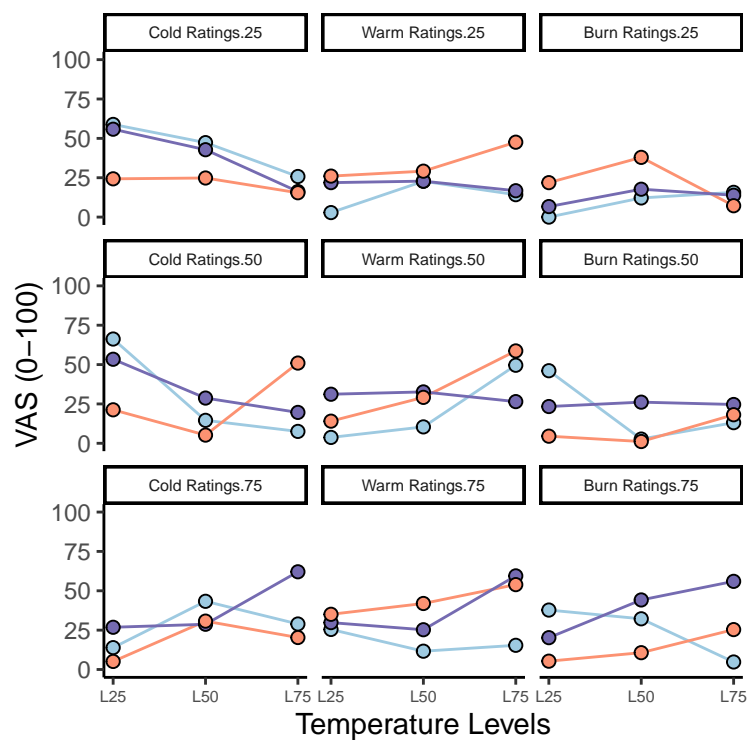 Cold Ratings.25 Warm Ratings.25 Burn Ratings.25
100
75
50
25
0
Cold Ratings.50 Warm Ratings.50 Burn Ratings.50
100
75
50
25
0
Cold Ratings.75 Warm Ratings.75 Burn Ratings.75
100
75
50
25
0
VAS (0−100)
L25 L50 L75 L25 L50 L75 L25 L50 L75
Temperature Levels